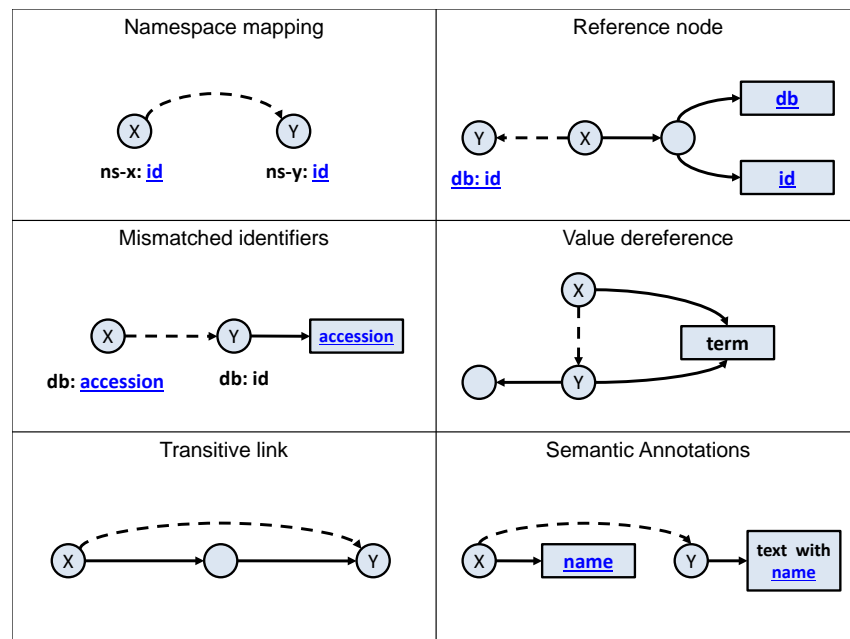 Namespace mapping
X
Y
ns-x: id
ns-y: id
Reference node
db
Y
X
db: id
id
Mismatched identifiers
X
Y
accession
db: accession
db: id
Value dereference
X
term
Y
Transitive link
X
Y
Semantic Annotations
X
name
Y
text with
name